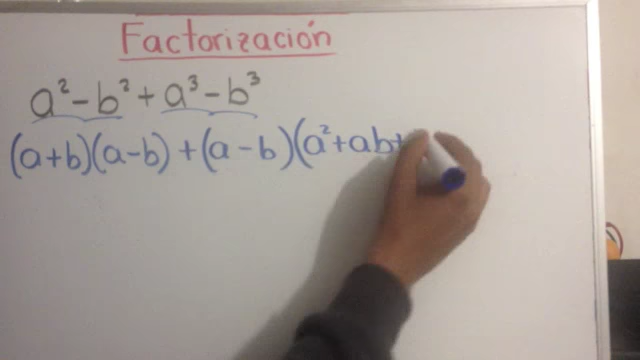 Factorización
a² - b² + a³ - b³
(a+b)(a-b) + (a-b)(a²+ab+